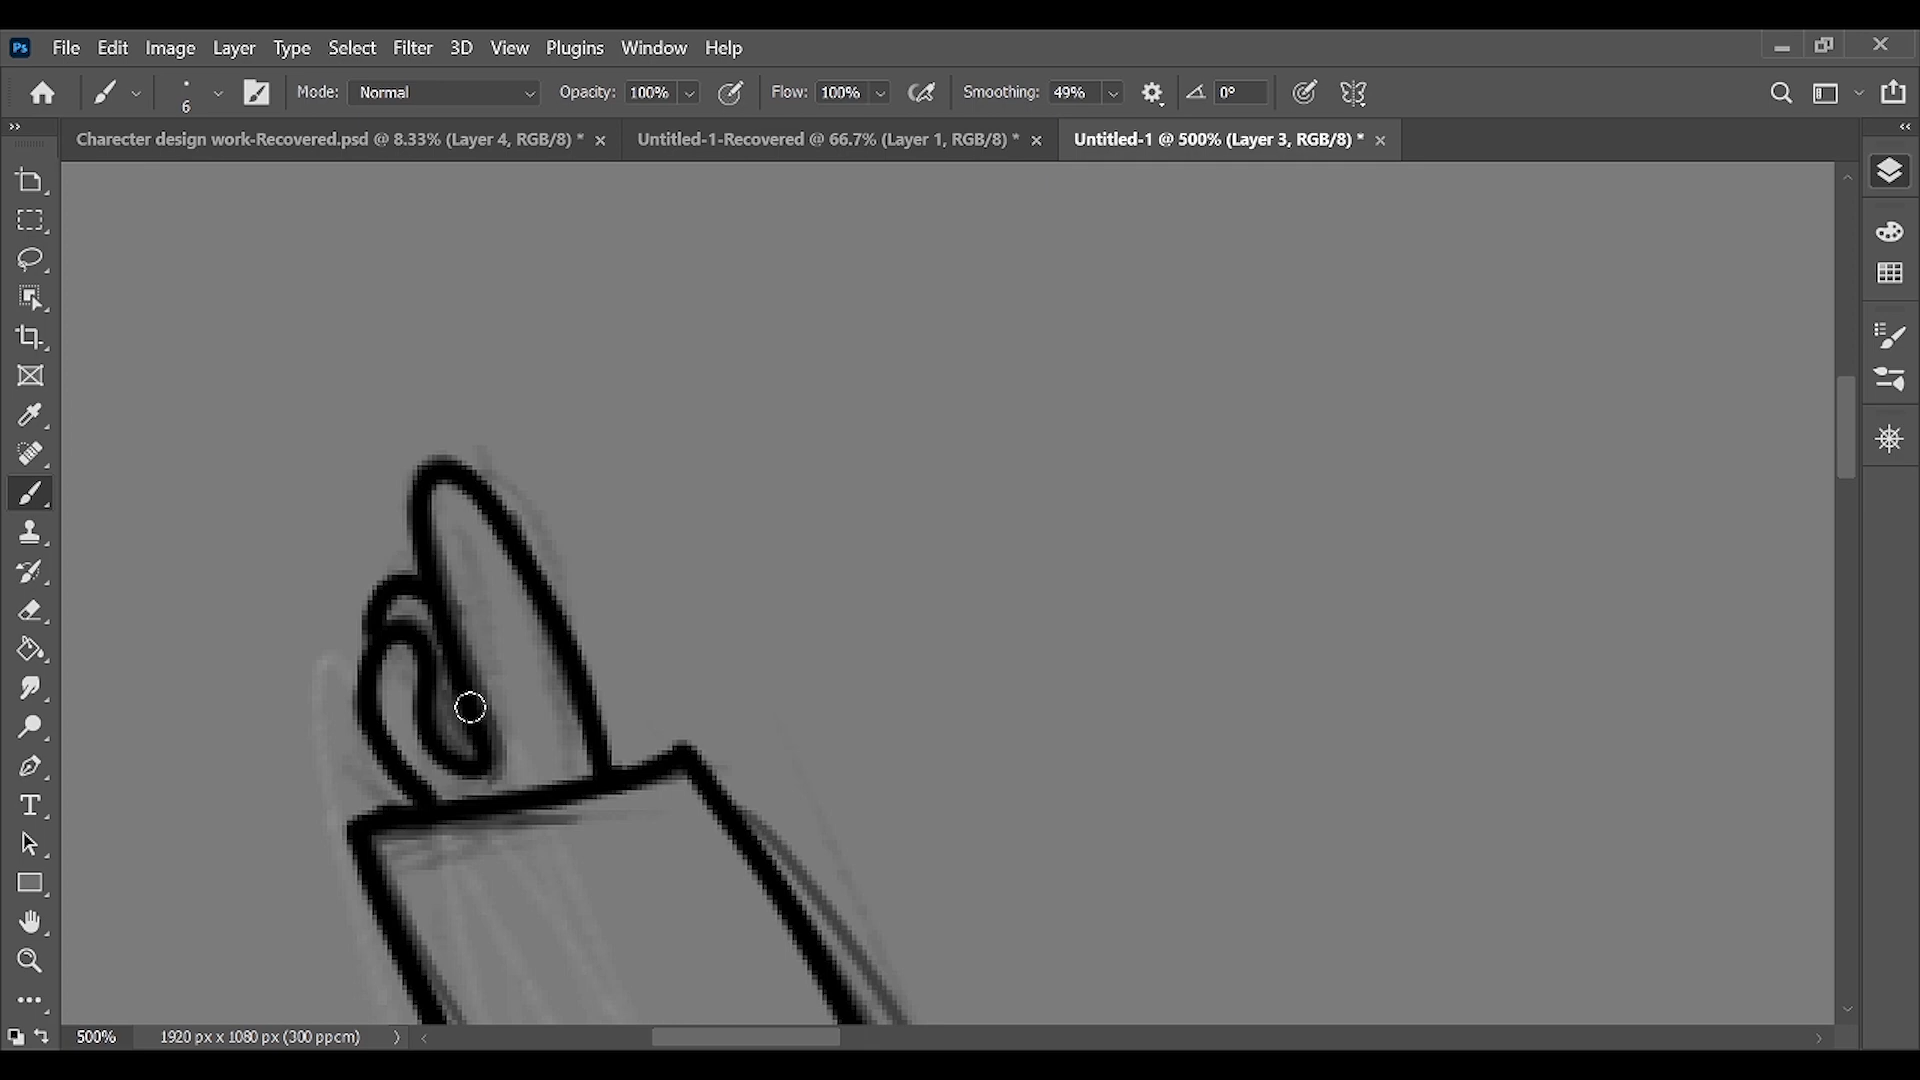 Ps File Edit Image Layer Type Select Filter 3D View Plugins Window Help
6 Mode: Normal Opacity: 100% Flow: 100% Smoothing: 49% 0°
Charecter design work-Recovered.psd @ 8.33% (Layer 4, RGB/8) * Untitled-1-Recovered @ 66.7% (Layer 1, RGB/8) * Untitled-1 @ 500% (Layer 3, RGB/8) *
500% 1920 px x 1080 px (300 ppcm)